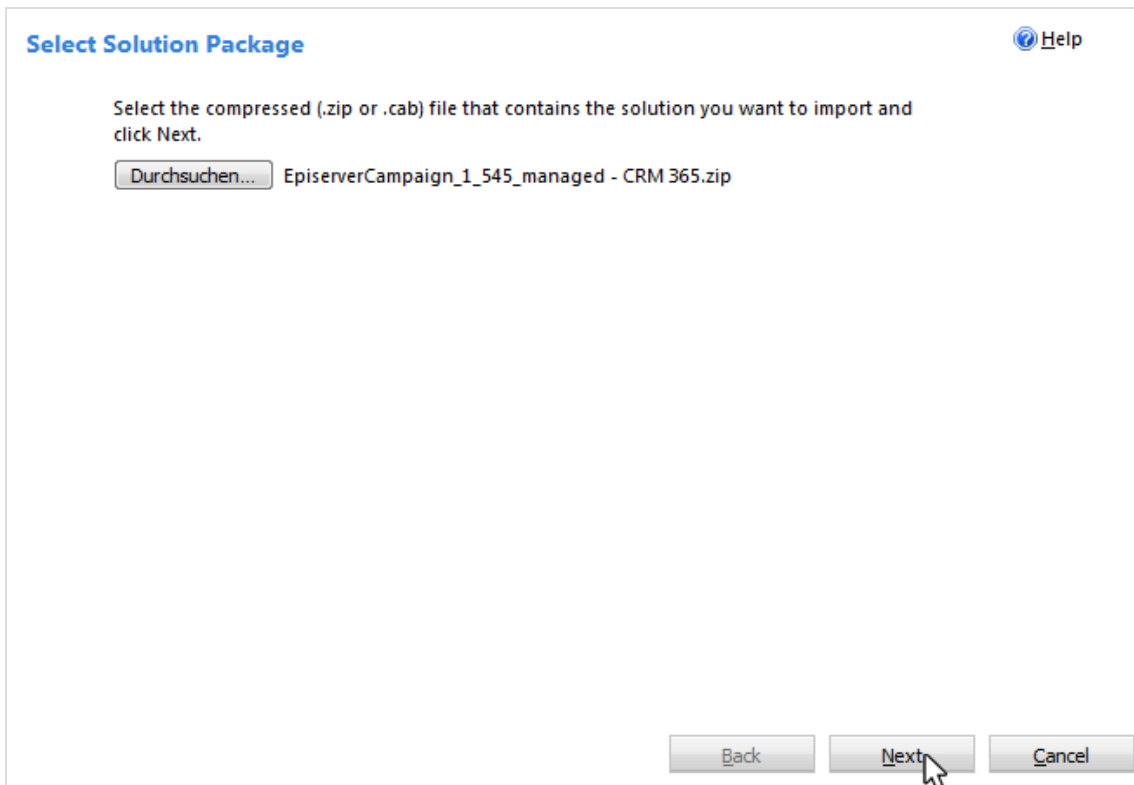 Select Solution Package
Help
Select the compressed (.zip or .cab) file that contains the solution you want to import and
click Next.
Durchsuchen... EpiserverCampaign_1_545_managed - CRM 365.zip
Back Next Cancel